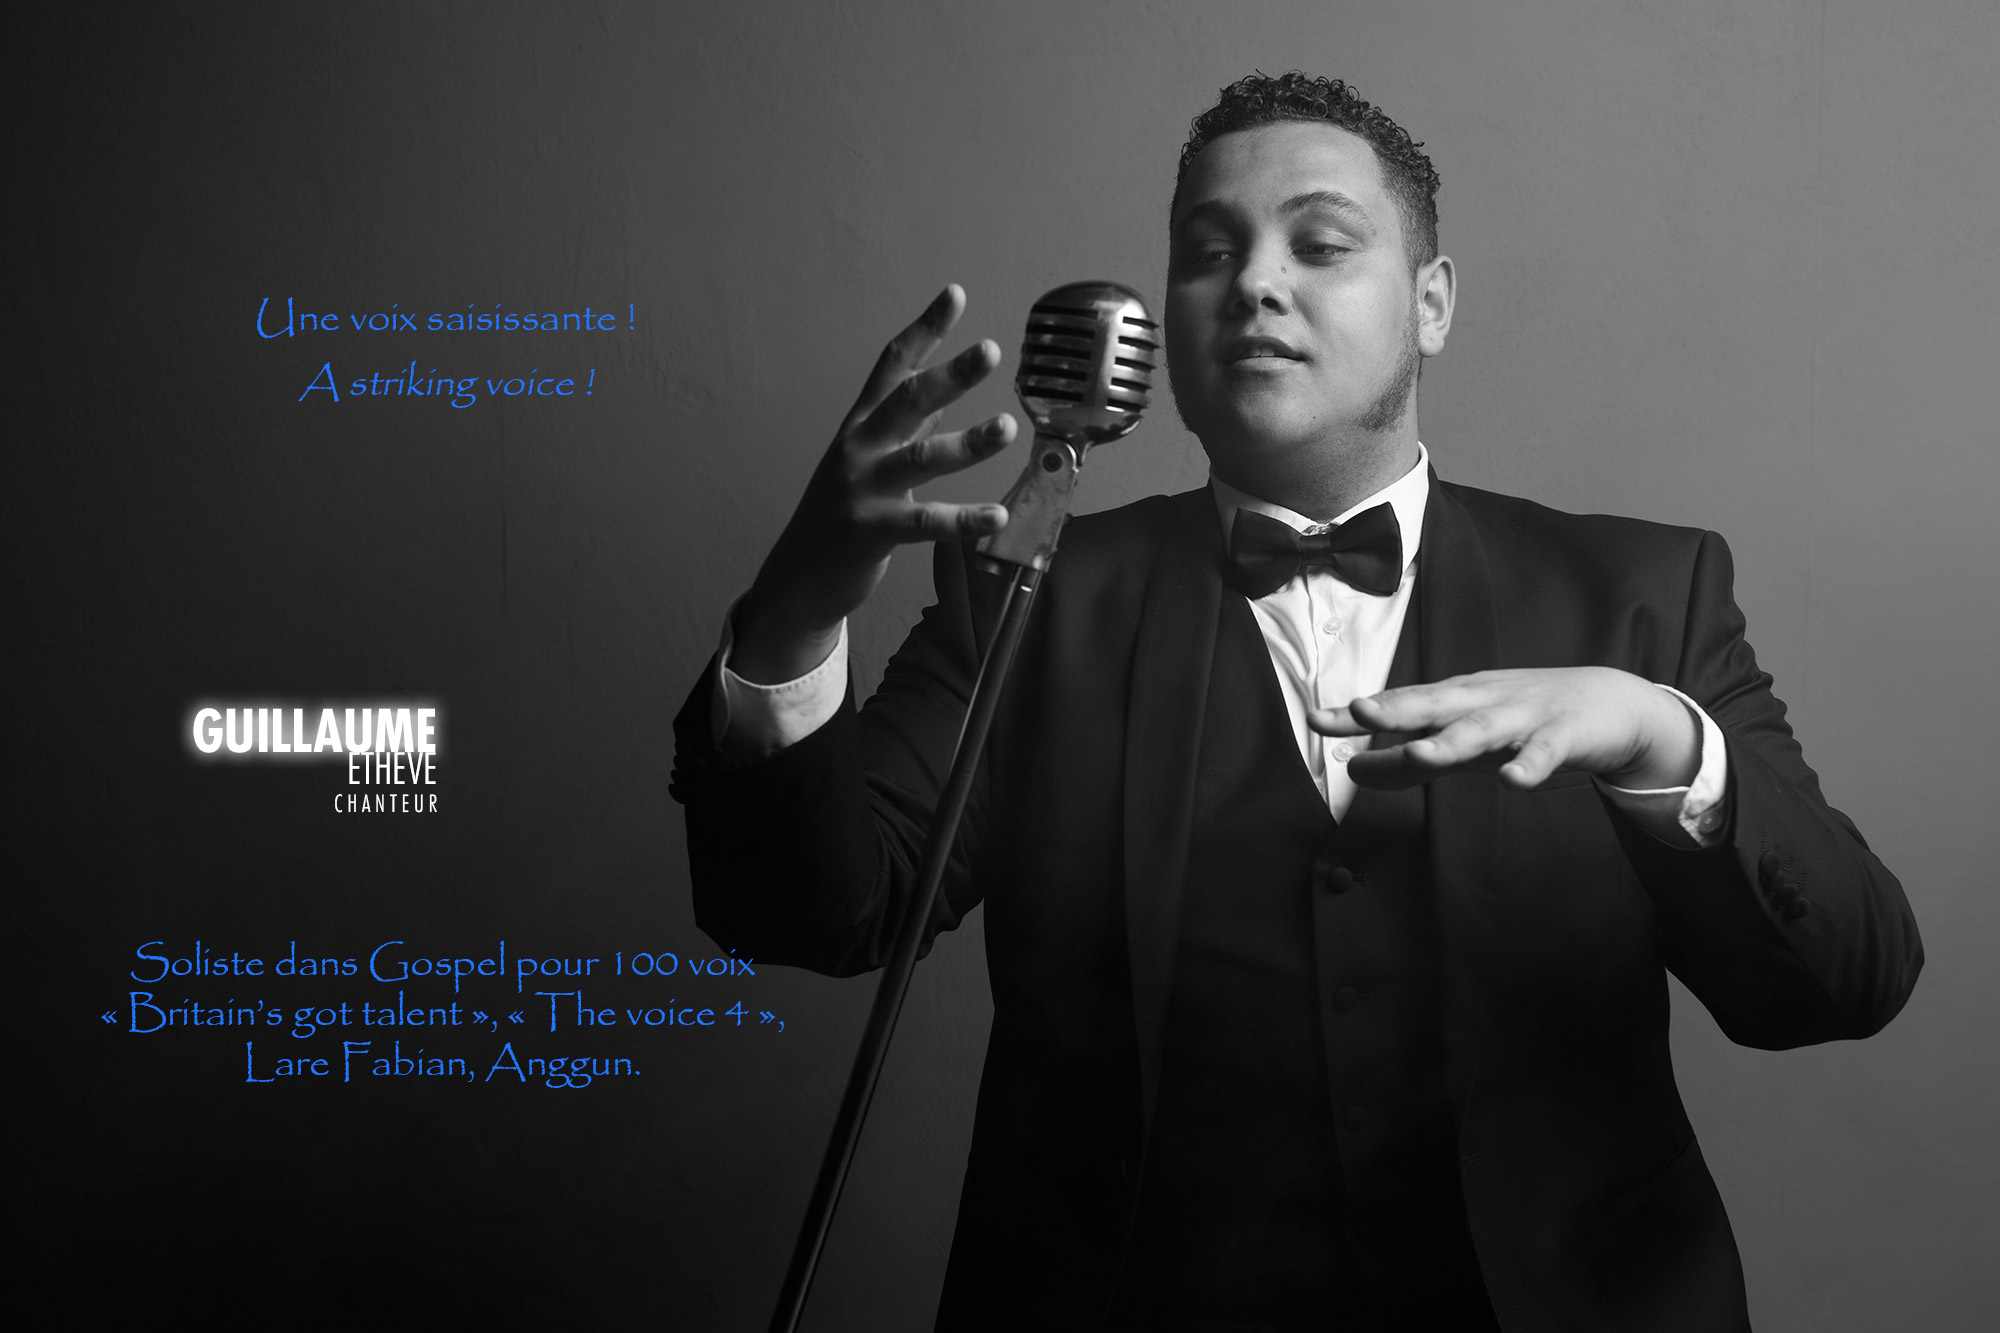 Une voix saisissante !
A striking voice !
GUILLAUME
ETHEVE
CHANTEUR
Soliste dans Gospel pour 100 voix
« Britain's got talent », « The voice 4 »,
Lare Fabian, Anggun.